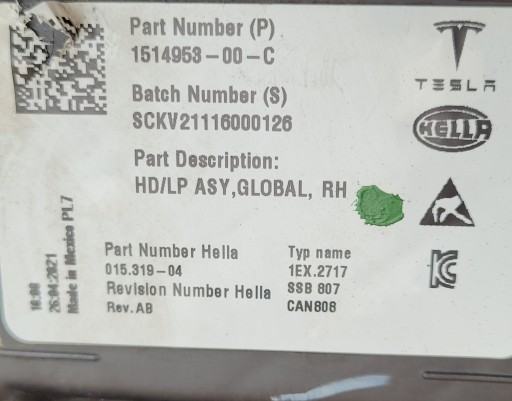 Part Number (P)
1514953-00-C
TESLA
Batch Number (S)
SCKV21116000126
HELLA
Part Description:
HD/LP ASY,GLOBAL, RH
Part Number Hella
015.319-04
Revision Number Hella
Rev.AB
Typ name
1EX.2717
SSB 807
CAN808
16:00
26:04:2021
Made in Mexico PL7